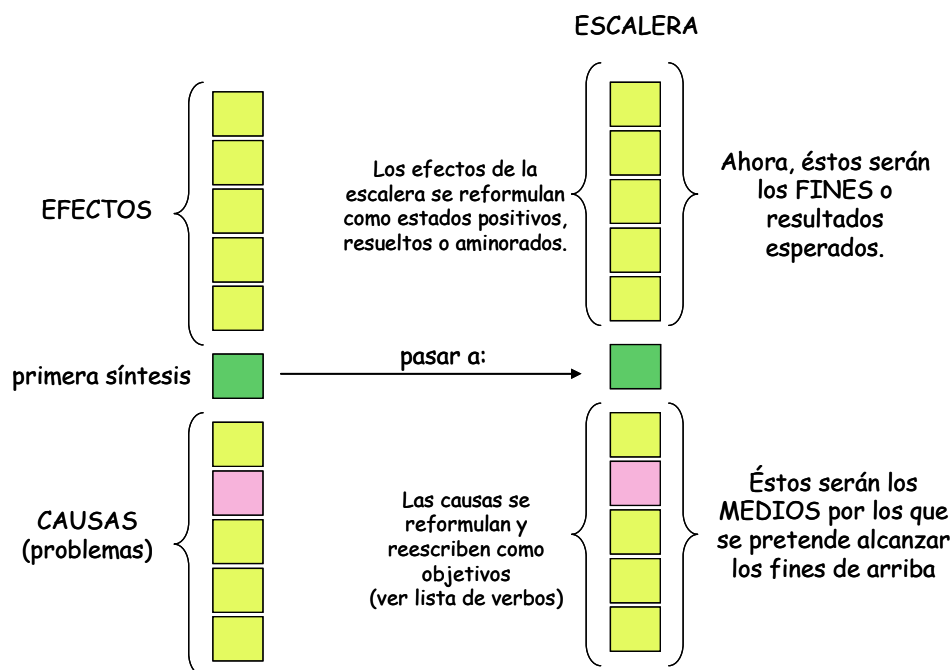 ESCALERA
EFECTOS
Los efectos de la
escalera se reformulan
como estados positivos,
resueltos o aminorados.
Ahora, éstos serán
los FINES o
resultados
esperados.
primera síntesis
pasar a:
CAUSAS
(problemas)
Las causas se
reformulan y
reescriben como
objetivos
(ver lista de verbos)
Éstos serán los
MEDIOS por los que
se pretende alcanzar
los fines de arriba